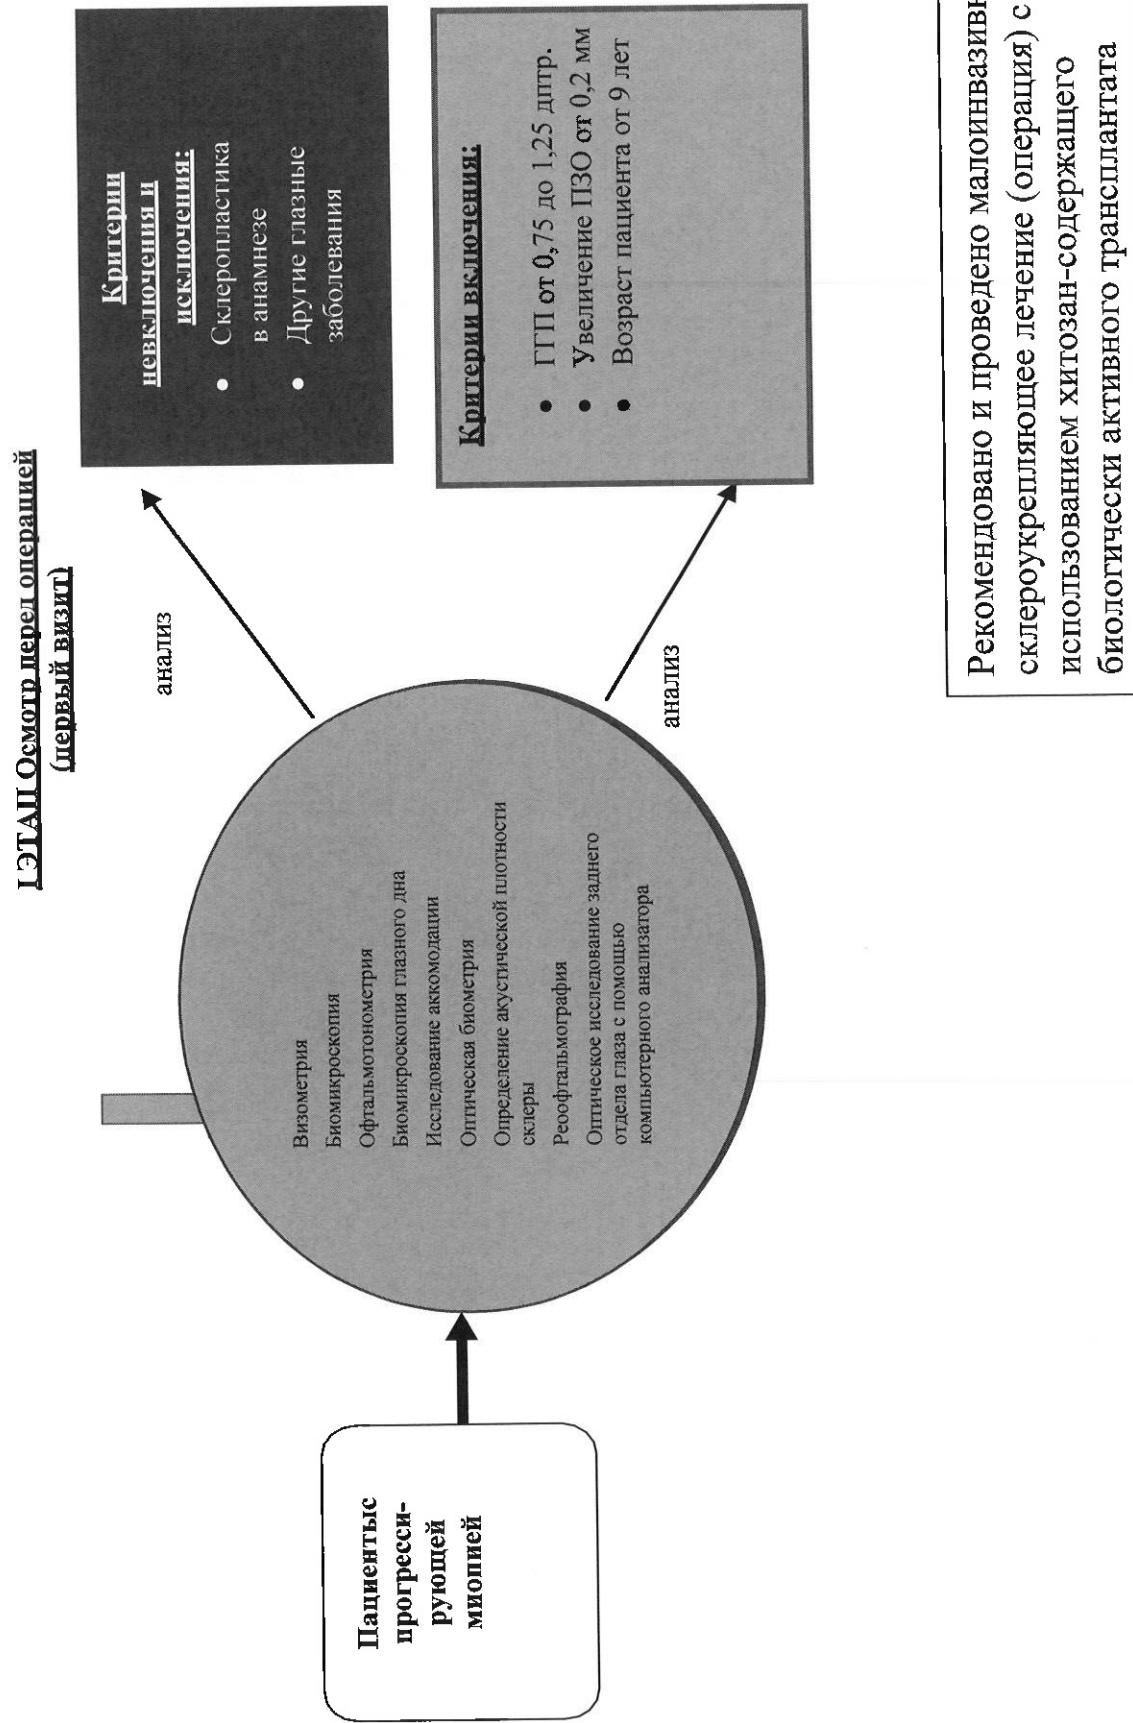 I ЭТАП Осмотр перед операцией
(первый визит)
Пациентыс
прогресси-
рующей
миопией
Визометрия
Биомикроскопия
Офтальмотонометрия
Биомикроскопия глазного дна
Исследование аккомодации
Оптическая биометрия
Определение акустической плотности
склеры
Реоофтальмография
Оптическое исследование заднего
отдела глаза с помощью
компьютерного анализатора
анализ
анализ
Критерии
невключения и
исключения:
• Склеропластика
в анамнезе
• Другие глазные
заболевания
Критерии включения:
• ГГП от 0,75 до 1,25 дптр.
• Увеличение ПЗО от 0,2 мм
• Возраст пациента от 9 лет
Рекомендовано и проведено малоинвазивн
склероукрепляющее лечение (операция) с
использованием хитозан-содержащего
биологически активного трансплантата